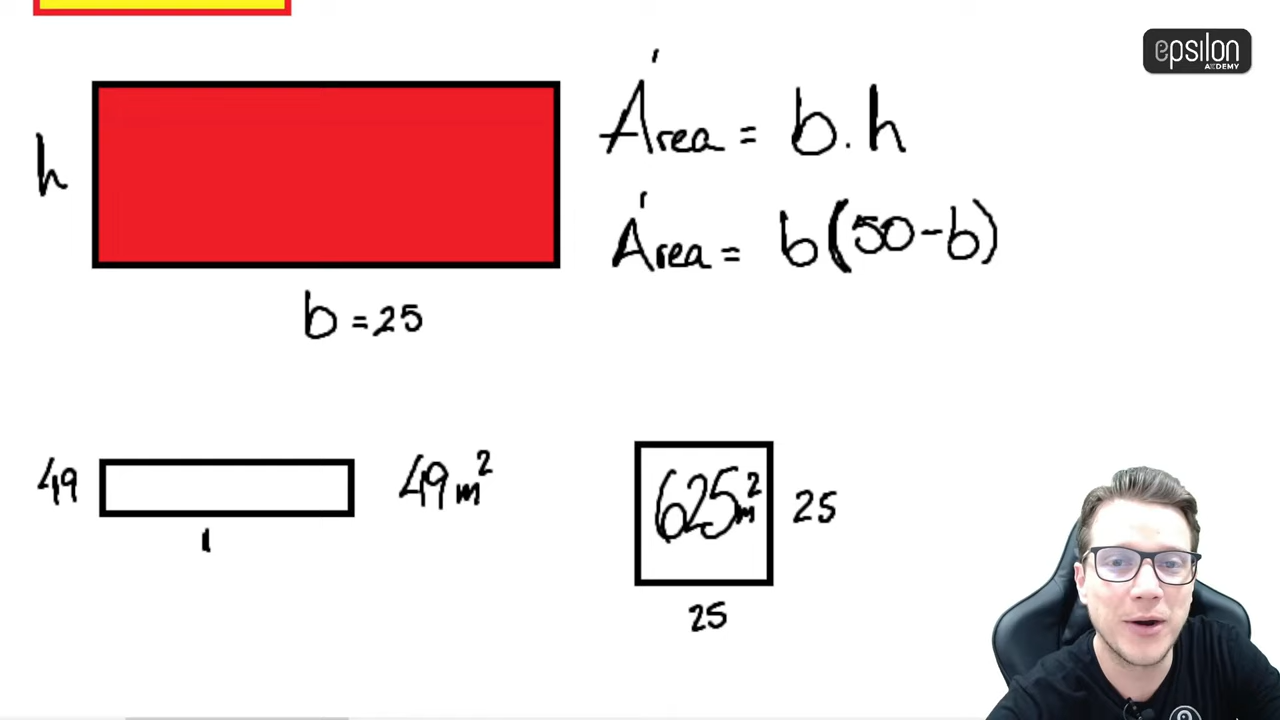 epsilon
ACADEMY
h
Área = b.h
Área = b(50-b)
b = 25
49
49m²
1
625m²
25
25